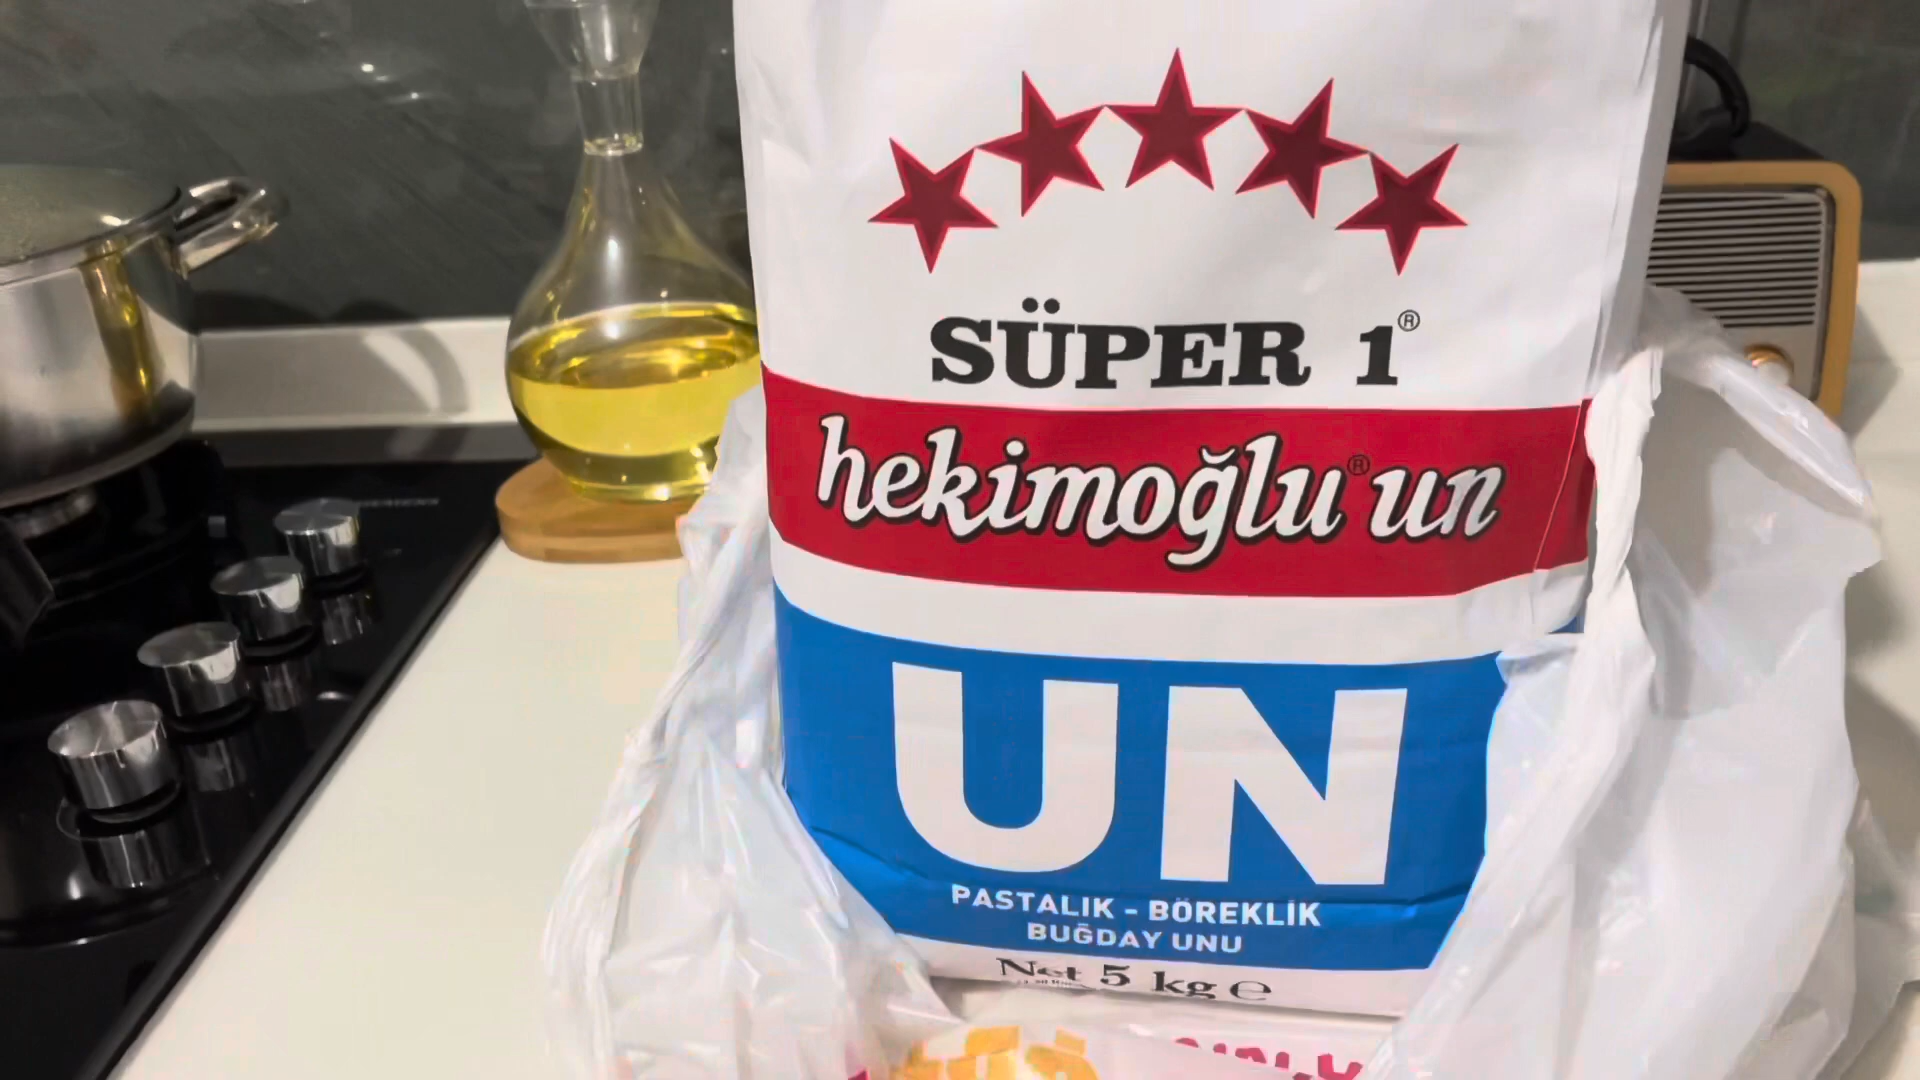 SÜPER 1®
hekimoğlu® un
UN
PASTALIK - BÖREKLİK
BUĞDAY UNU
Net 5 kg ℮